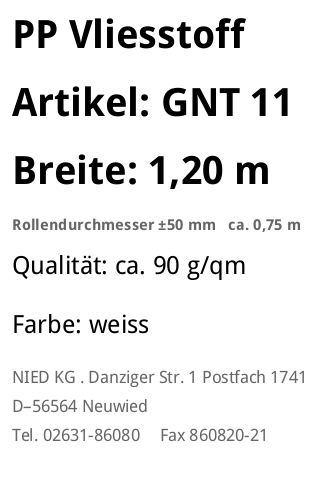 PP Vliesstoff
Artikel: GNT 11
Breite: 1,20 m
Rollendurchmesser ±50 mm ca. 0,75 m
Qualität: ca. 90 g/qm
Farbe: weiss
NIED KG . Danziger Str. 1 Postfach 1741
D–56564 Neuwied
Tel. 02631-86080 Fax 860820-21